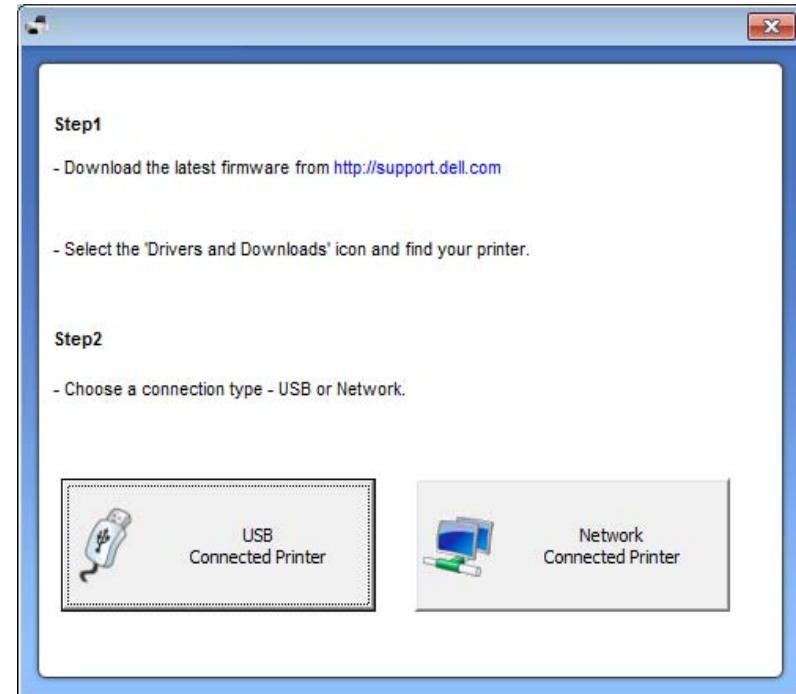 Step1
- Download the latest firmware from http://support.dell.com
- Select the 'Drivers and Downloads' icon and find your printer.
Step2
- Choose a connection type - USB or Network.
USB
Connected Printer
Network
Connected Printer